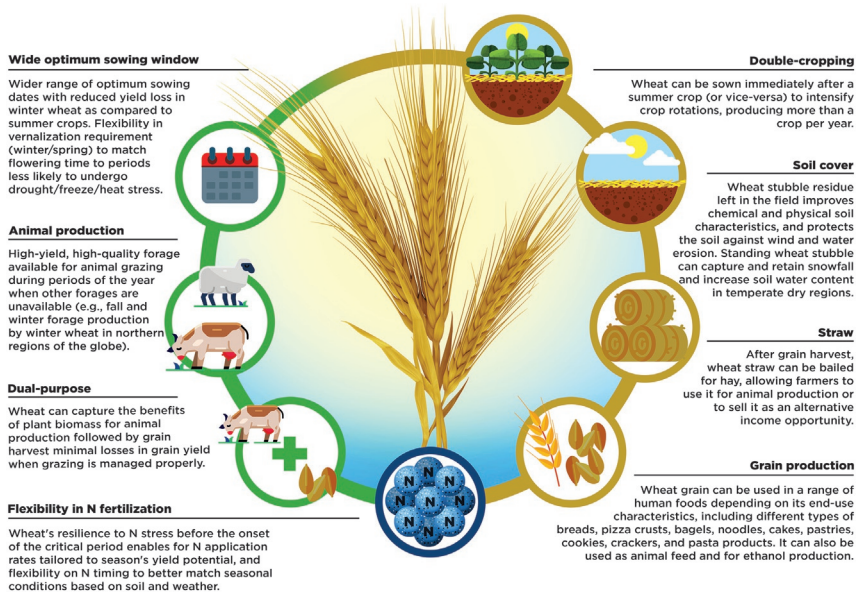 Wide optimum sowing window
Wider range of optimum sowing
dates with reduced yield loss in
winter wheat as compared to
summer crops. Flexibility in
vernalization requirement
(winter/spring) to match
flowering time to periods
less likely to undergo
drought/freeze/heat stress.
Animal production
High-yield, high-quality forage
available for animal grazing
during periods of the year
when other forages are
unavailable (e.g., fall and
winter forage production
by winter wheat in northern
regions of the globe).
Dual-purpose
Wheat can capture the benefits
of plant biomass for animal
production followed by grain
harvest minimal losses in grain yield
when grazing is managed properly.
Flexibility in N fertilization
Wheat's resilience to N stress before the onset
of the critical period enables for N application
rates tailored to season's yield potential, and
flexibility on N timing to better match seasonal
conditions based on soil and weather.
N
N N
N N N
N N
N
Double-cropping
Wheat can be sown immediately after a
summer crop (or vice-versa) to intensify
crop rotations, producing more than a
crop per year.
Soil cover
Wheat stubble residue
left in the field improves
chemical and physical soil
characteristics, and protects
the soil against wind and water
erosion. Standing wheat stubble
can capture and retain snowfall
and increase soil water content
in temperate dry regions.
Straw
After grain harvest,
wheat straw can be bailed
for hay, allowing farmers to
use it for animal production or
to sell it as an alternative
income opportunity.
Grain production
Wheat grain can be used in a range of
human foods depending on its end-use
characteristics, including different types of
breads, pizza crusts, bagels, noodles, cakes, pastries,
cookies, crackers, and pasta products. It can also be
used as animal feed and for ethanol production.